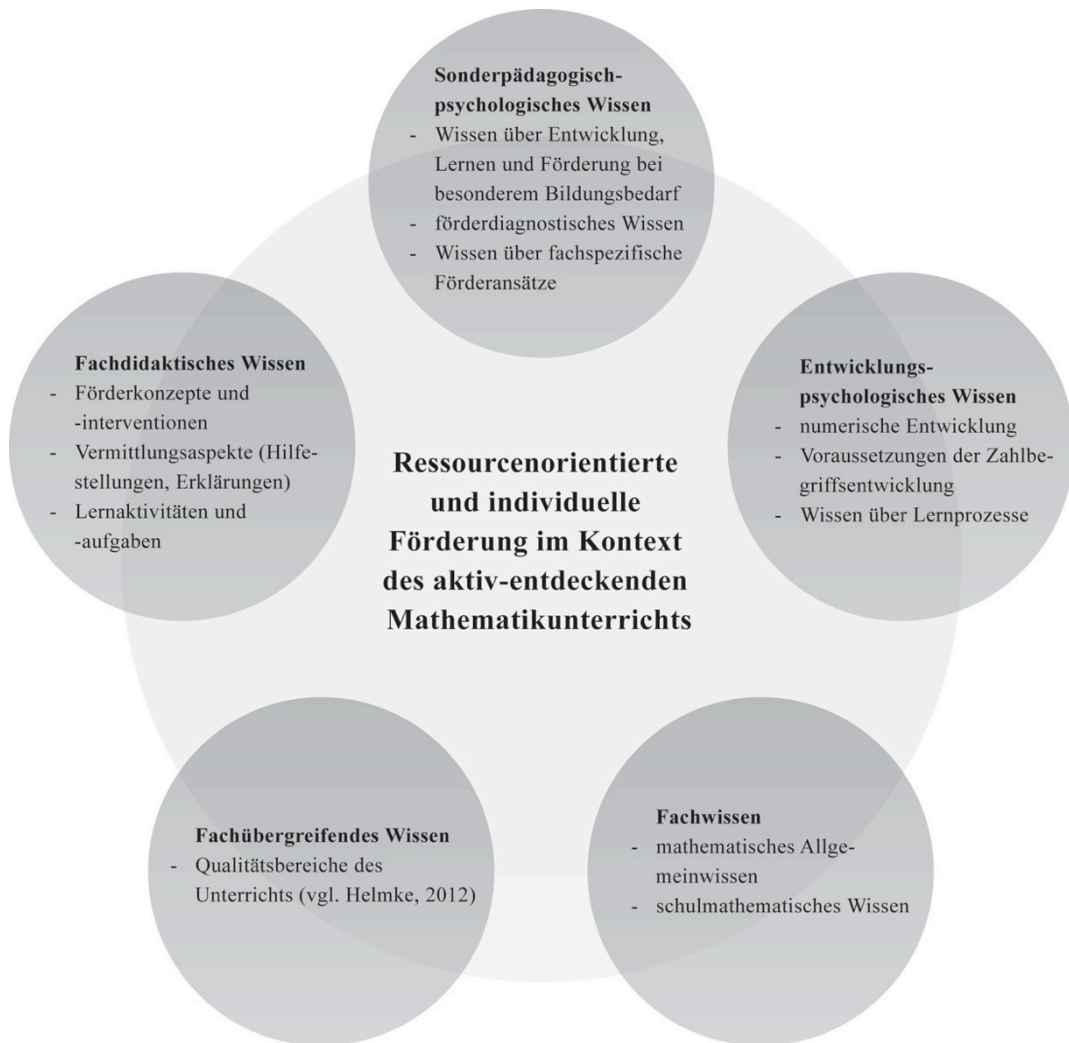 Sonderpädagogisch-
psychologisches Wissen
- Wissen über Entwicklung,
Lernen und Förderung bei
besonderem Bildungsbedarf
- förderdiagnostisches Wissen
- Wissen über fachspezifische
Förderansätze
Fachdidaktisches Wissen
- Förderkonzepte und
-interventionen
- Vermittlungsaspekte (Hilfe-
stellungen, Erklärungen)
- Lernaktivitäten und
-aufgaben
Entwicklungs-
psychologisches Wissen
- numerische Entwicklung
- Voraussetzungen der Zahlbe-
griffsentwicklung
- Wissen über Lernprozesse
Ressourcenorientierte
und individuelle
Förderung im Kontext
des aktiv-entdeckenden
Mathematikunterrichts
Fachübergreifendes Wissen
- Qualitätsbereiche des
Unterrichts (vgl. Helmke, 2012)
Fachwissen
- mathematisches Allge-
meinwissen
- schulmathematisches Wissen